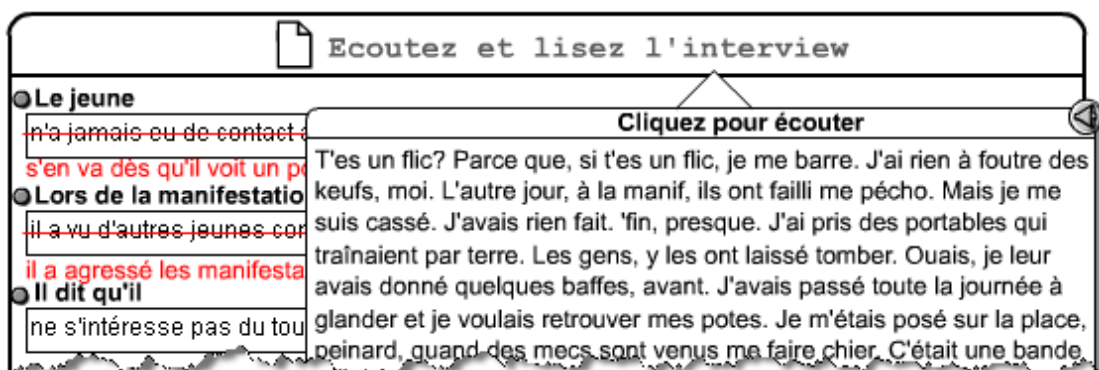 Ecoutez et lisez l'interview
Le jeune
n'a jamais eu de contact
s'en va dès qu'il voit un
Lors de la manifestatio
il a vu d'autres jeunes
il a agressé les manifesta
Il dit qu'il
ne s'intéresse pas du tou
Cliquez pour écouter
T'es un flic? Parce que, si t'es un flic, je me barre. J'ai rien à foutre des
keufs, moi. L'autre jour, à la manif, ils ont failli me pécho. Mais je me
suis cassé. J'avais rien fait. 'fin, presque. J'ai pris des portables qui
traînaient par terre. Les gens, y les ont laissé tomber. Ouais, je leur
avais donné quelques baffes, avant. J'avais passé toute la journée à
glander et je voulais retrouver mes potes. Je m'étais posé sur la place,
peinard, quand des mecs sont venus me faire chier. C'était une bande